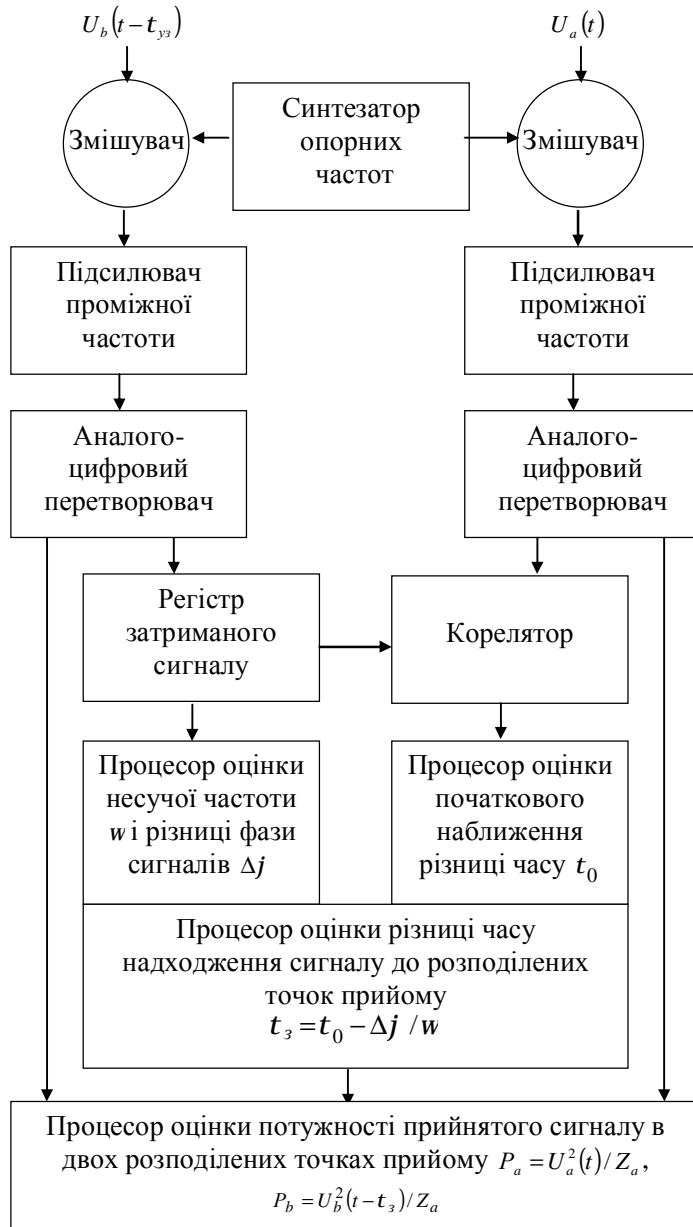 U_b(t−t_уз)
U_a(t)
Змішувач
Синтезатор
опорних
частот
Змішувач
Підсилювач
проміжної
частоти
Підсилювач
проміжної
частоти
Аналого-
цифровий
перетворювач
Аналого-
цифровий
перетворювач
Регістр
затриманого
сигналу
Корелятор
Процесор оцінки
несучої частоти
w і різниці фази
сигналів Δj
Процесор оцінки
початкового
наближення
різниці часу t_0
Процесор оцінки різниці часу
надходження сигналу до розподілених
точок прийому
t_з = t_0 − Δj / w
Процесор оцінки потужності прийнятого сигналу в
двох розподілених точках прийому P_a = U_a^2(t)/Z_a,
P_b = U_b^2(t−t_з)/Z_a